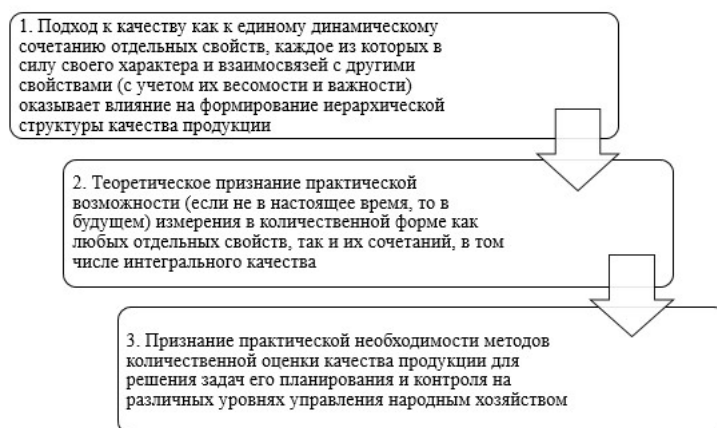 1. Подход к качеству как к единому динамическому
сочетанию отдельных свойств, каждое из которых в
силу своего характера и взаимосвязей с другими
свойствами (с учетом их весомости и важности)
оказывает влияние на формирование иерархической
структуры качества продукции
2. Теоретическое признание практической
возможности (если не в настоящее время, то в
будущем) измерения в количественной форме как
любых отдельных свойств, так и их сочетаний, в том
числе интегрального качества
3. Признание практической необходимости методов
количественной оценки качества продукции для
решения задач его планирования и контроля на
различных уровнях управления народным хозяйством